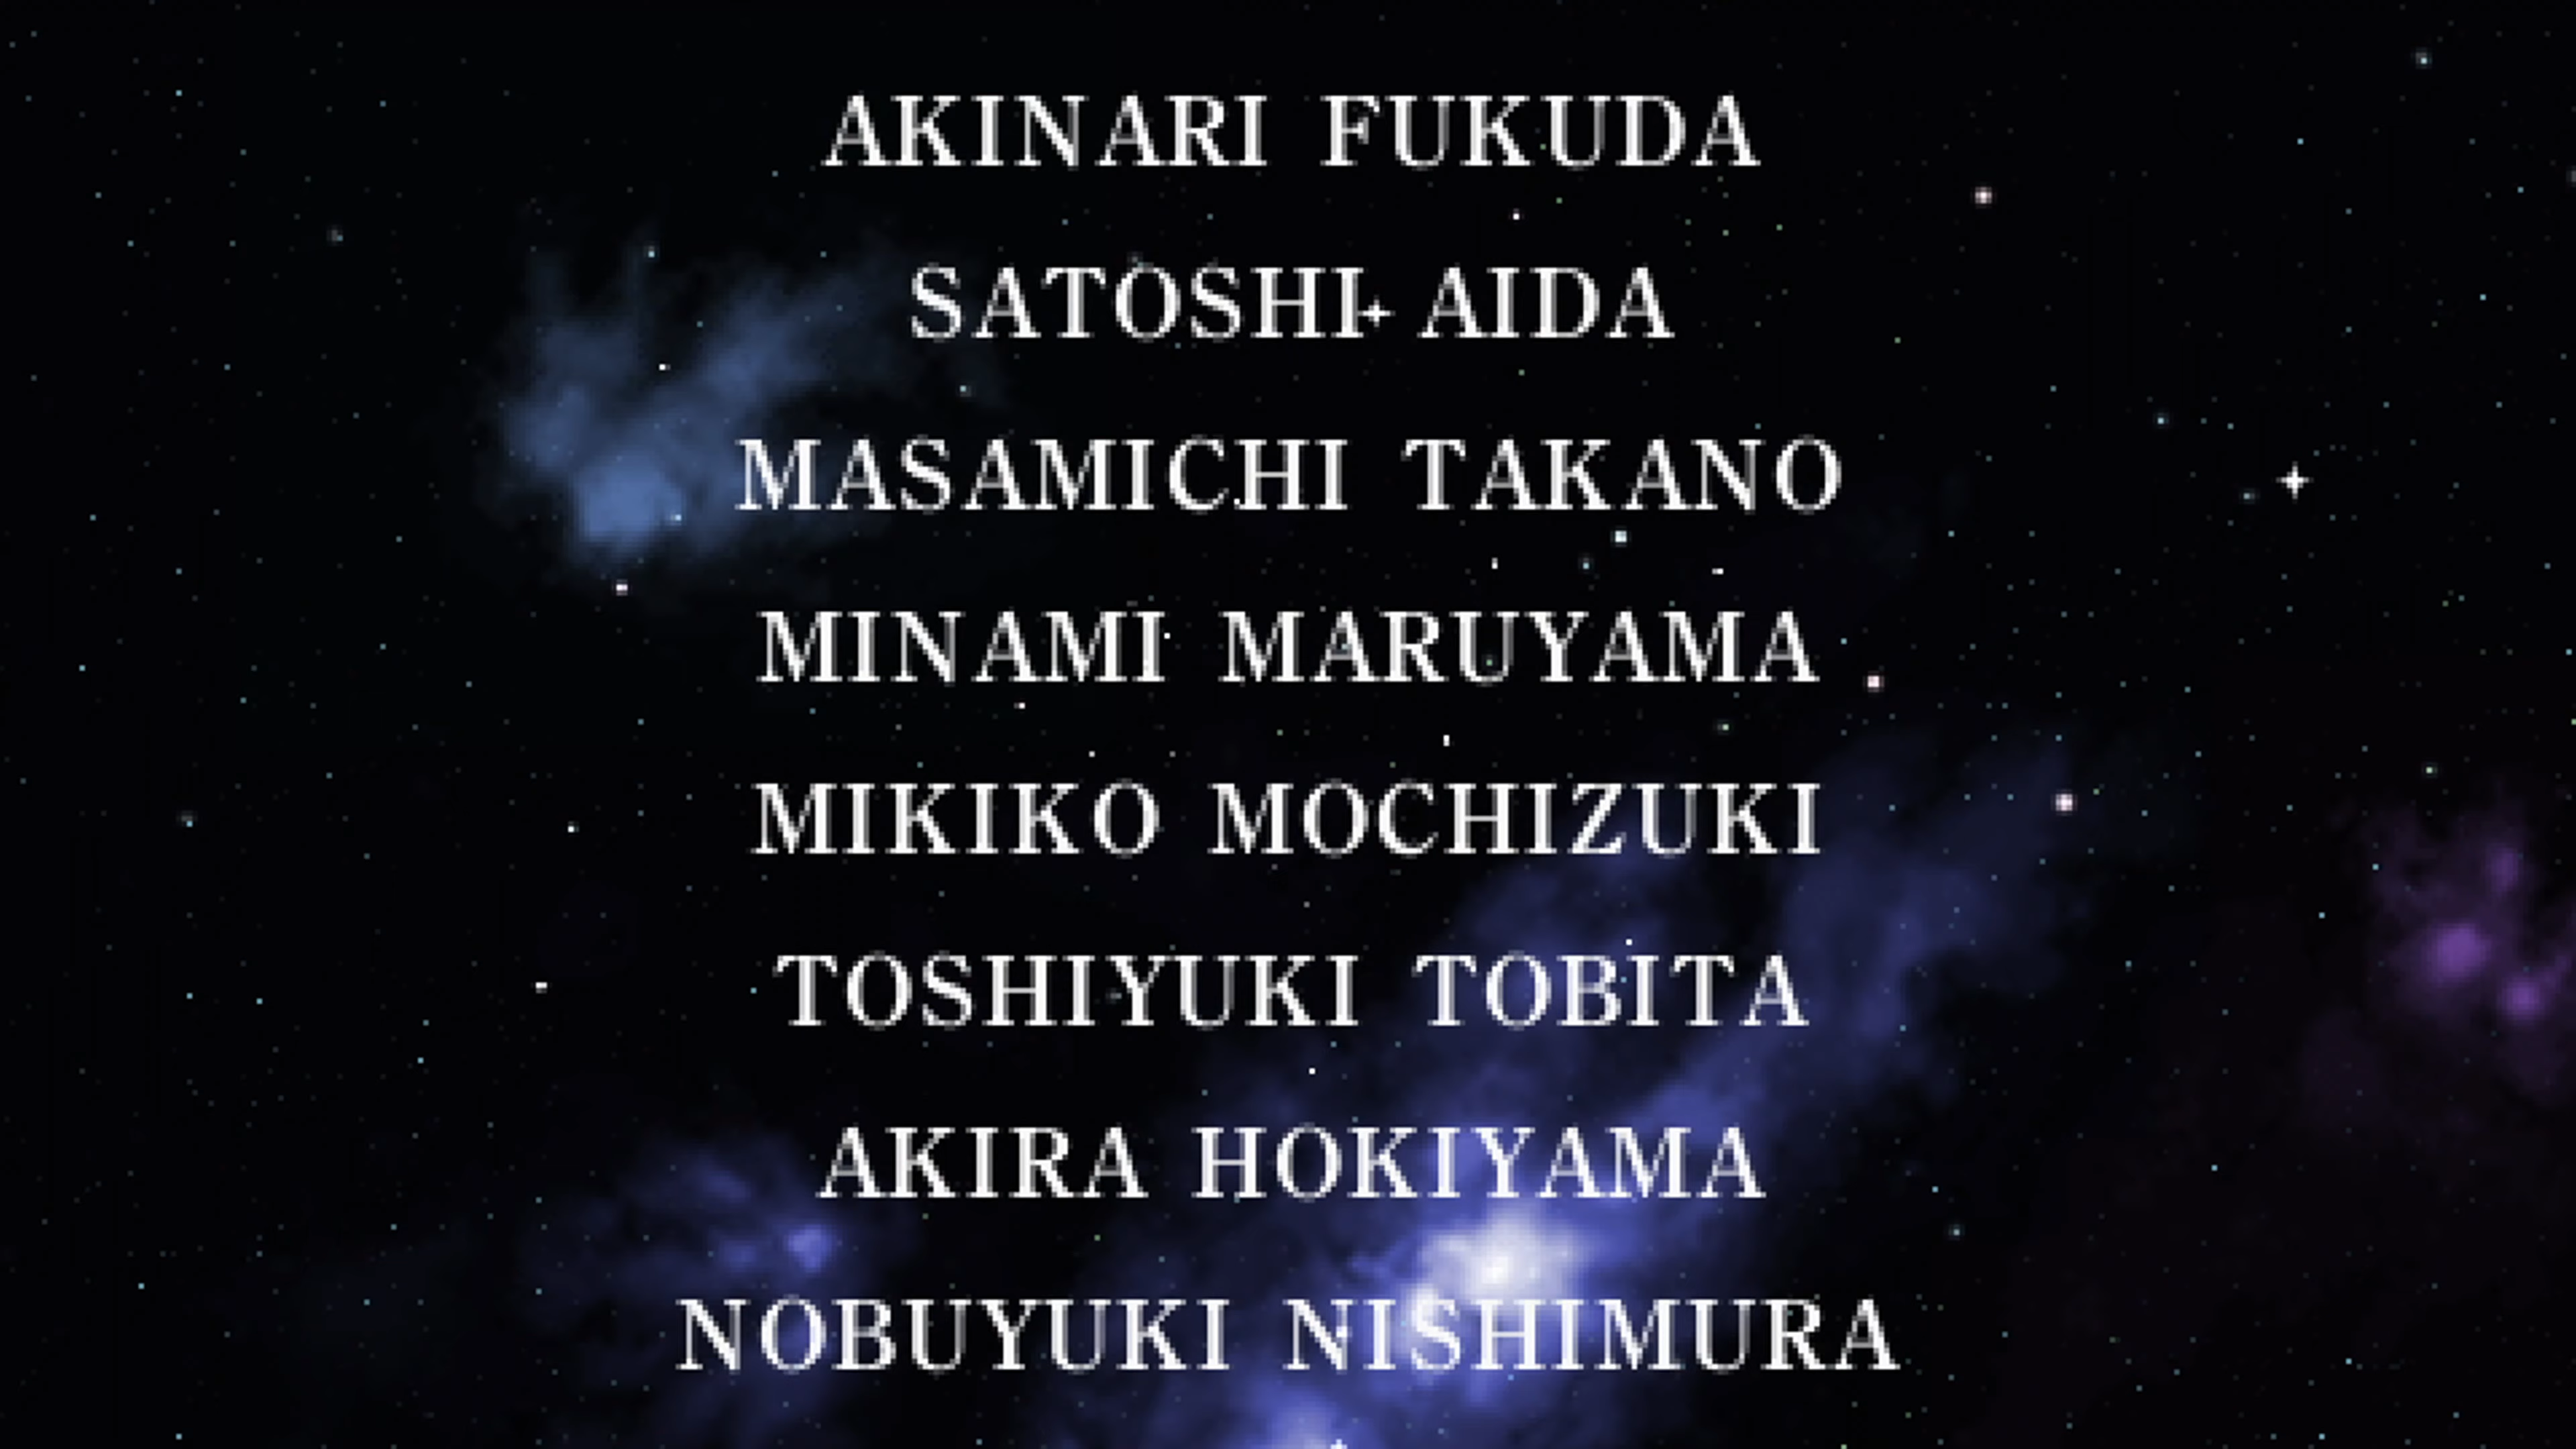 AKINARI FUKUDA
SATOSHI AIDA
MASAMICHI TAKANO
MINAMI MARUYAMA
MIKIKO MOCHIZUKI
TOSHIYUKI TOBITA
AKIRA HOKIYAMA
NOBUYUKI NISHIMURA